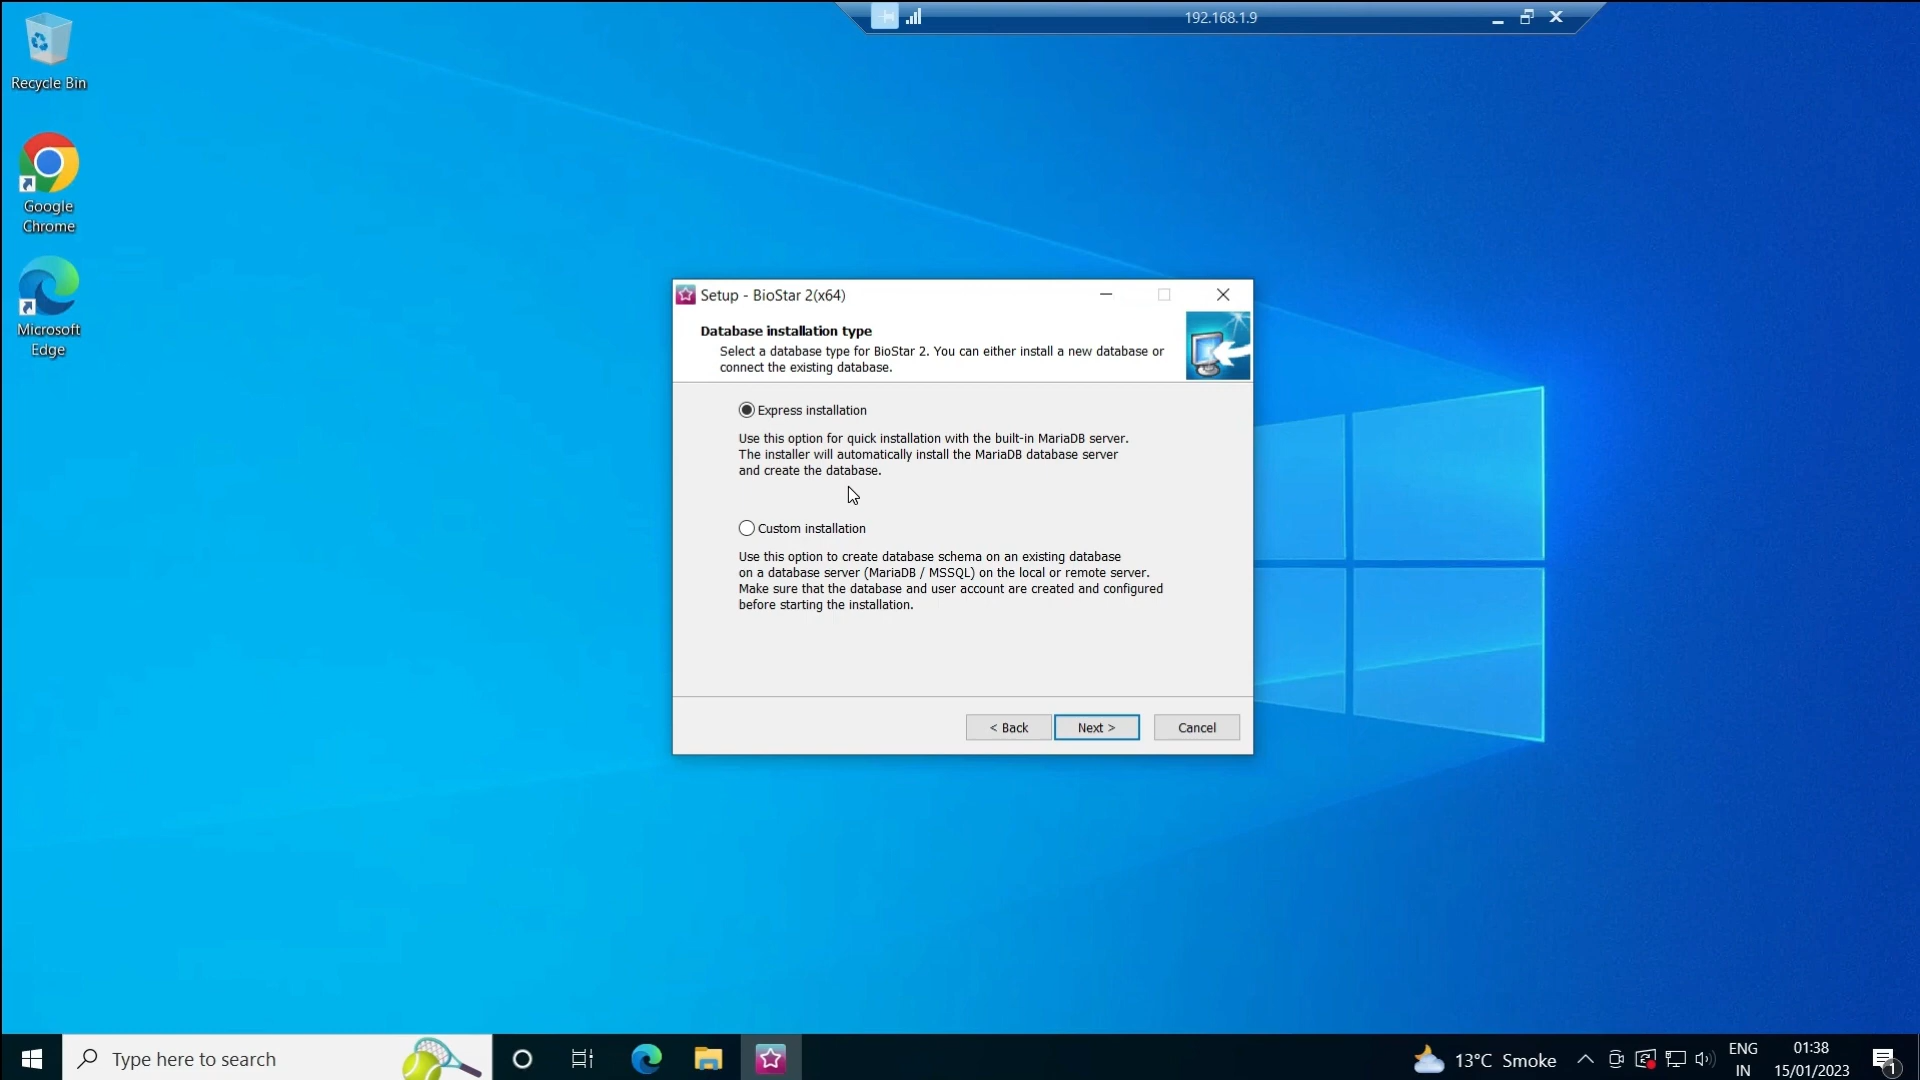 192.168.1.9
Recycle Bin
Google
Chrome
Microsoft
Edge
Setup - BioStar 2(x64)
Database installation type
Select a database type for BioStar 2. You can either install a new database or
connect the existing database.
Express installation
Use this option for quick installation with the built-in MariaDB server.
The installer will automatically install the MariaDB database server
and create the database.
Custom installation
Use this option to create database schema on an existing database
on a database server (MariaDB / MSSQL) on the local or remote server.
Make sure that the database and user account are created and configured
before starting the installation.
< Back
Next >
Cancel
Type here to search
13°C Smoke
ENG
IN
01:38
15/01/2023
1